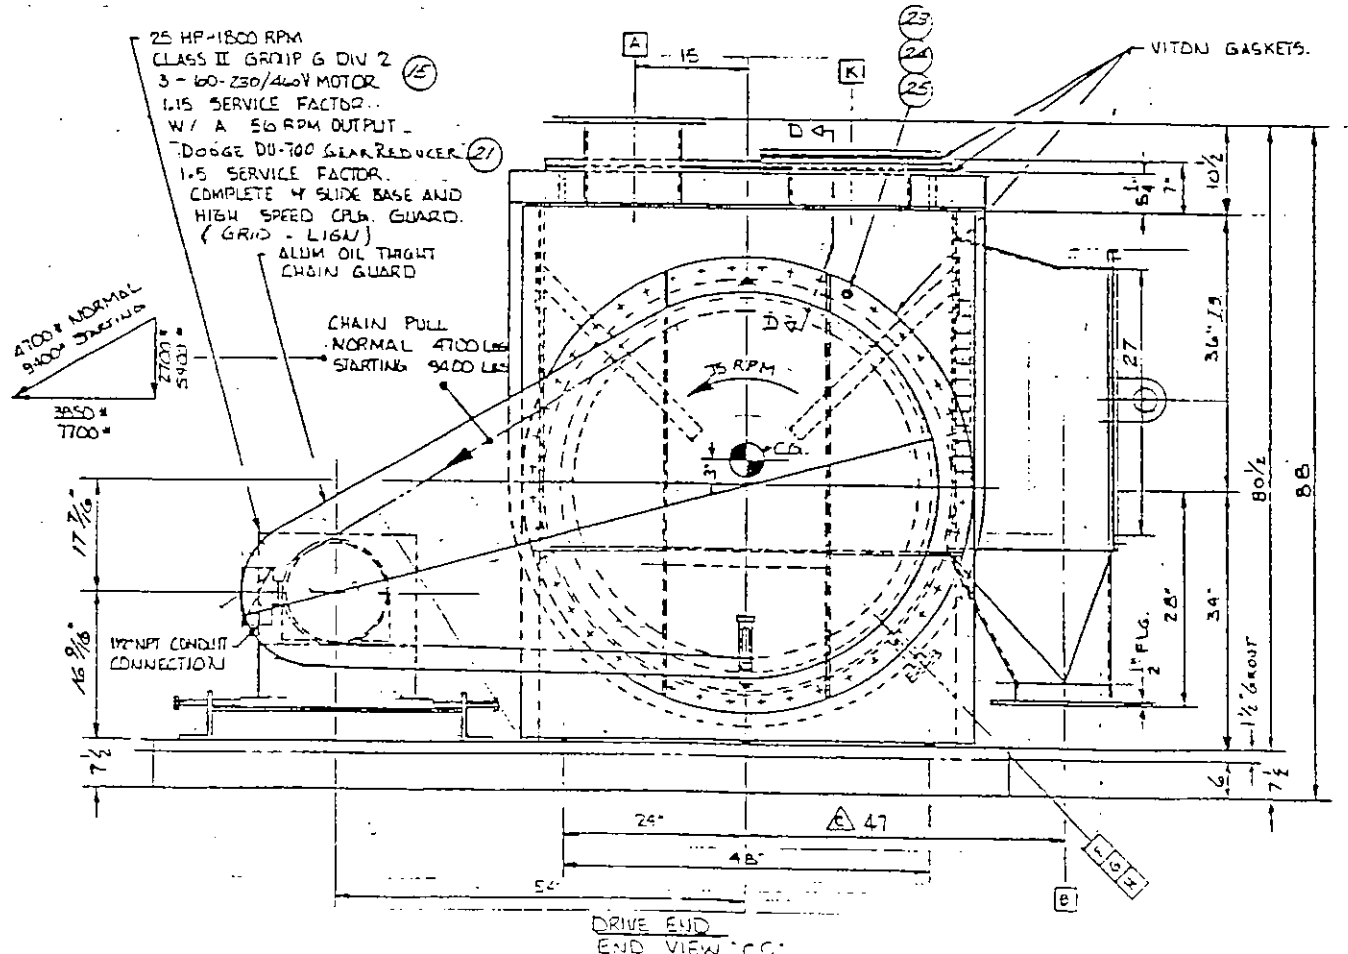 25 HP-1800 RPM
CLASS II GROUP G DIV 2
3-60-230/460V MOTOR 15
1.15 SERVICE FACTOR..
W/ A 56 RPM OUTPUT
DODGE DU-700 GEAR REDUCER 21
1.5 SERVICE FACTOR.
COMPLETE W SLIDE BASE AND
HIGH SPEED CPLG. GUARD.
(GRID - LIGN)
ALUM OIL THIGHT
CHAIN GUARD
4700# NORMAL
9400# STARTING
2700#
5400#
3850#
7700#
CHAIN PULL
NORMAL 4700 LBS
STARTING 9400 LBS
A
15
K
23
24
25
VITON GASKETS.
D
D
10 1/2
5 1/4"
7"
36" I.S
27
80 1/2
88
RPM
C.G.
3"
17 7/16"
16 9/16"
7 1/2
1/2" NPT CONDUIT
CONNECTION
28"
34"
1/2" FLG.
1 1/2" GROUT
6
7 1/2
24"
C 47
48"
B
DRIVE END
END VIEW "CC"